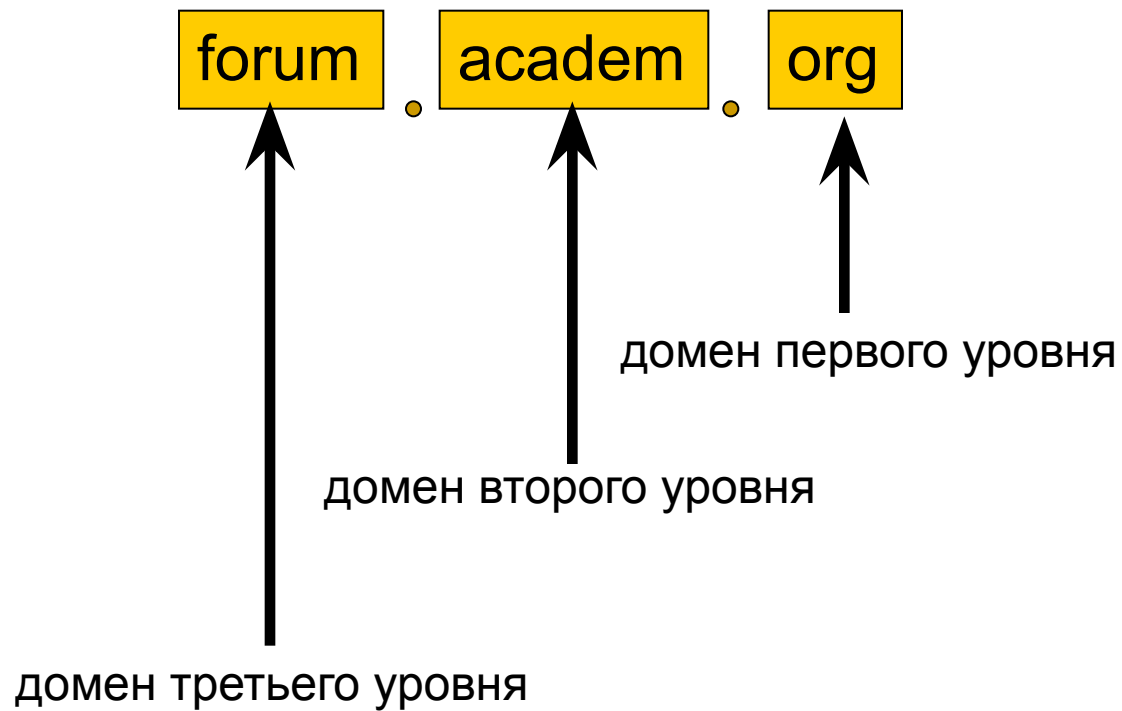 forum . academ . org
домен первого уровня
домен второго уровня
домен третьего уровня